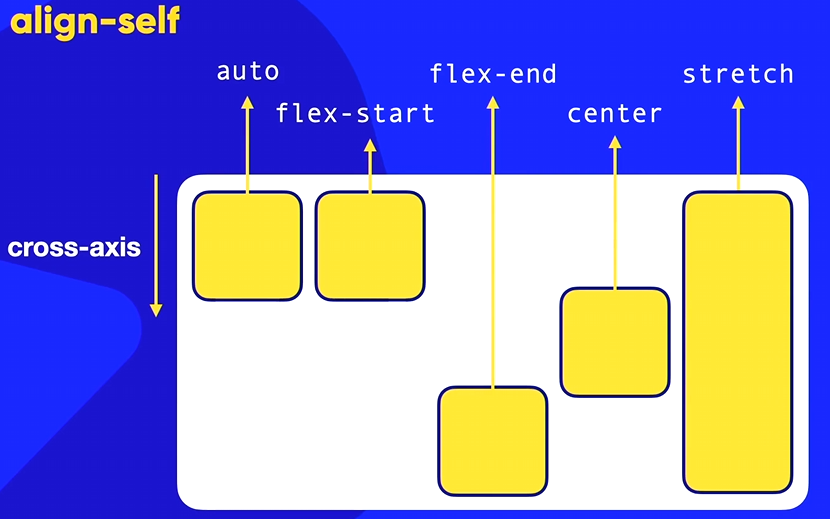 align-self
auto
flex-end
stretch
flex-start
center
cross-axis